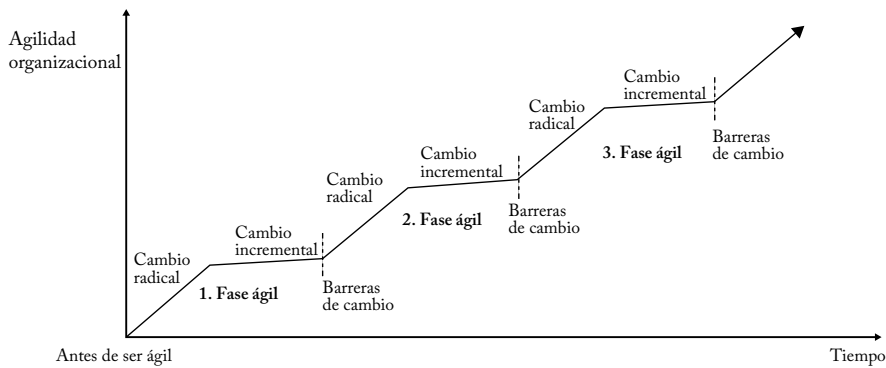 Agilidad
organizacional
Cambio
radical
Cambio
incremental
1. Fase ágil
Barreras
de cambio
Cambio
radical
Cambio
incremental
2. Fase ágil
Barreras
de cambio
Cambio
radical
Cambio
incremental
3. Fase ágil
Barreras
de cambio
Antes de ser ágil
Tiempo